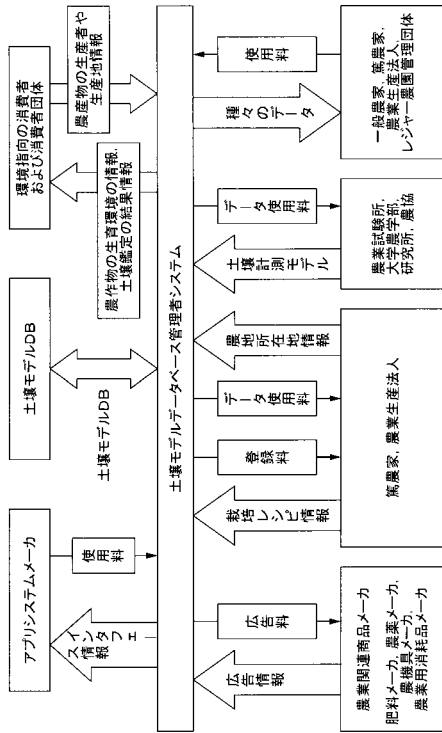 アプリシステムメーカ
土壌モデルDB
環境指向の消費者
および消費者団体
インタフェー
ス情報
使用料
土壌モデルDB
農作物の生育環境の情報,
土壌鑑定の結果情報
農産物の生産者や
生産地情報
土壌モデルデータベース管理者システム
広告情報
広告料
栽培レシピ情報
登録料
データ使用料
農地所在地情報
土壌計測モデル
データ使用料
種々のデータ
使用料
農業関連商品メーカ
肥料メーカ, 農薬メーカ,
農機具メーカ,
農業用消耗品メーカ
篤農家, 農業生産法人
農業試験所,
大学農学部,
研究所, 農協
一般農家, 篤農家,
農業生産法人,
レジャー農園管理団体